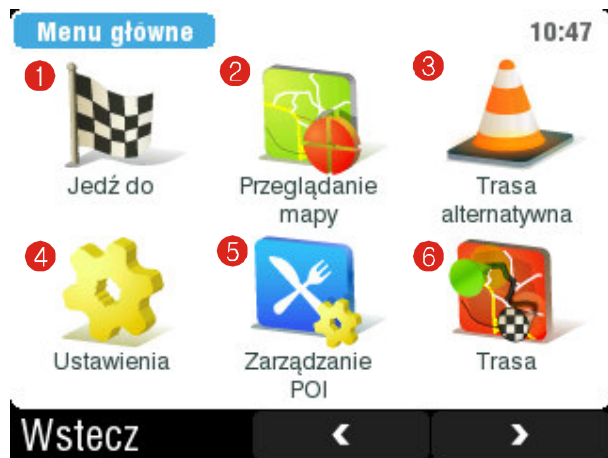 Menu główne 10:47
1 2 3
Jedź do Przeglądanie mapy Trasa alternatywna
4 5 6
Ustawienia Zarządzanie POI Trasa
Wstecz